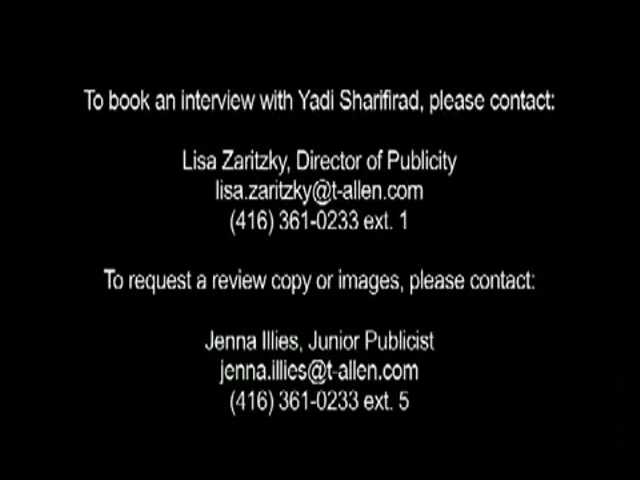 To book an interview with Yadi Sharifirad, please contact:
Lisa Zaritzky, Director of Publicity
lisa.zaritzky@t-allen.com
(416) 361-0233 ext. 1
To request a review copy or images, please contact:
Jenna Illies, Junior Publicist
jenna.illies@t-allen.com
(416) 361-0233 ext. 5